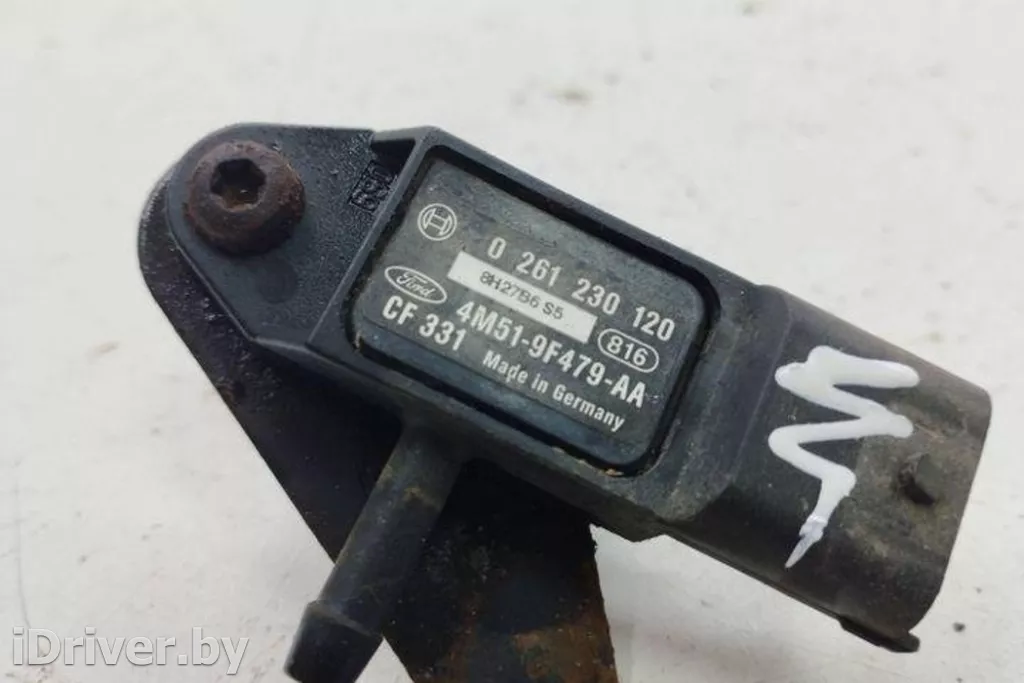 0 261 230 120
8H27B6 S5
816
Ford
4M51-9F479-AA
CF 331
Made in Germany
iDriver.by